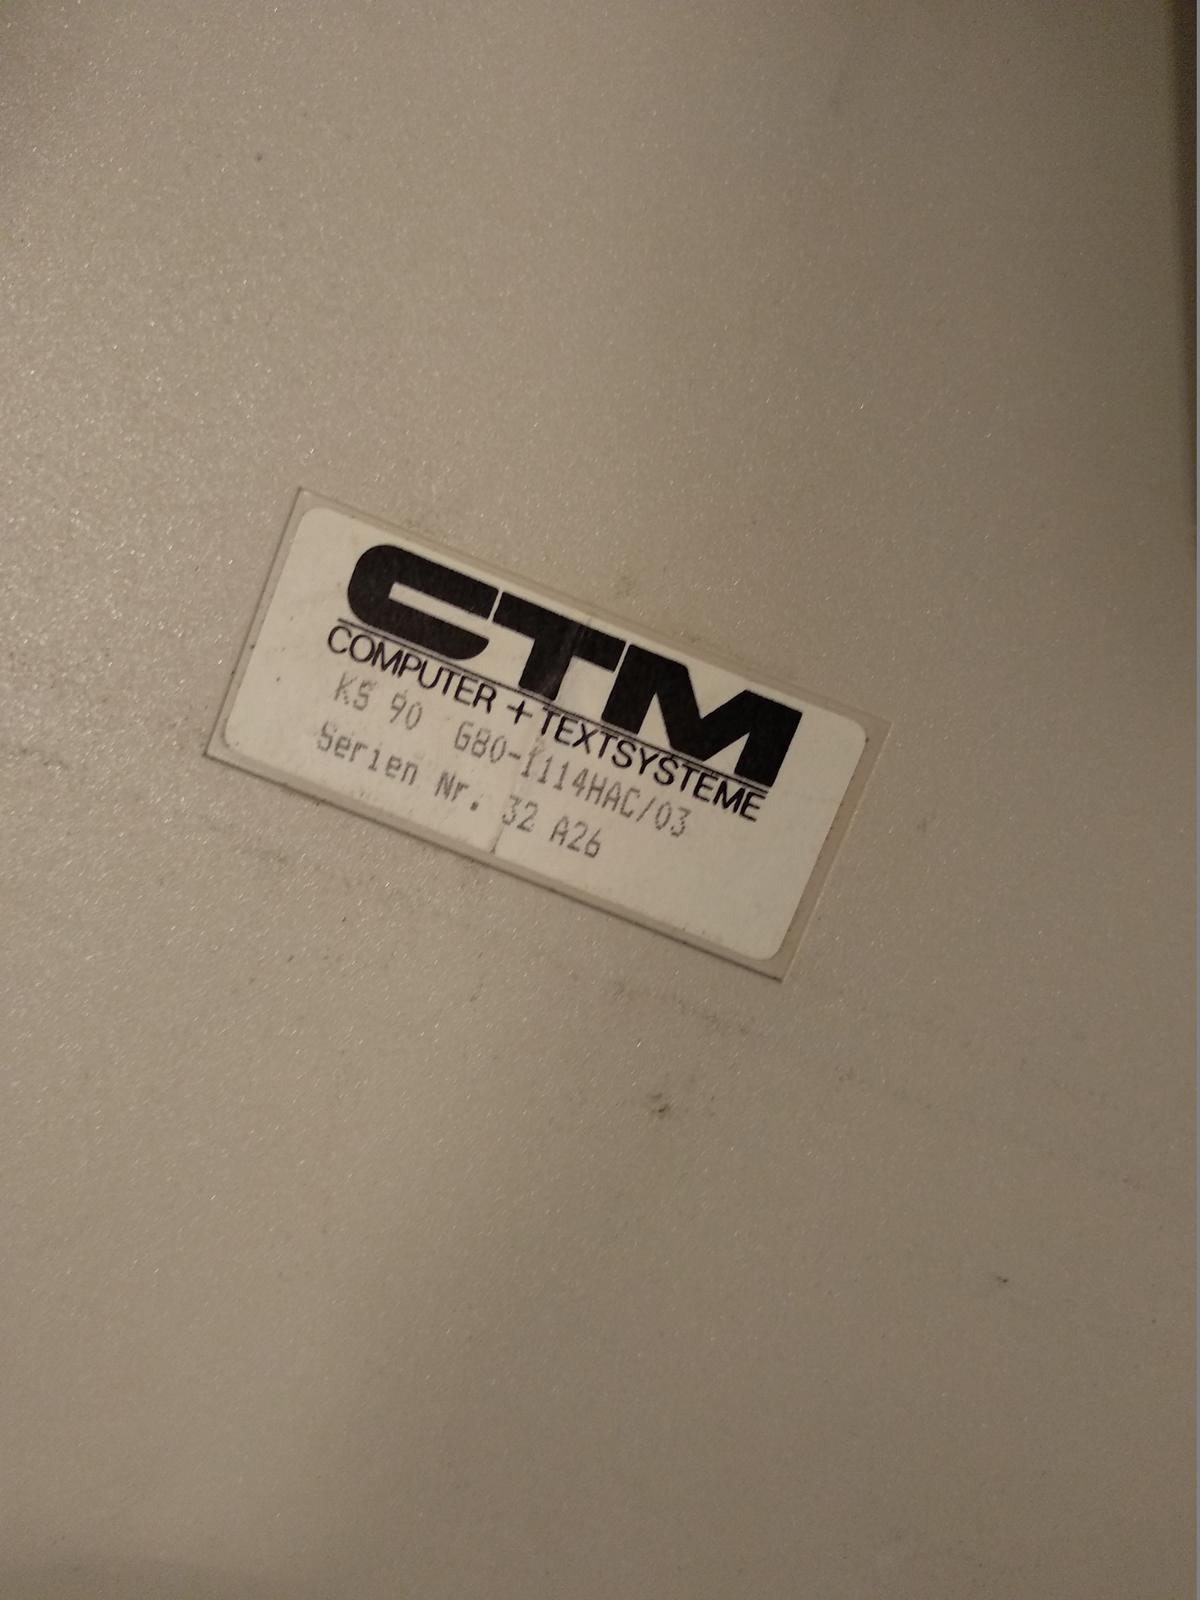 CTM
COMPUTER + TEXTSYSTEME
KS 90 G80-1114HAC/03
Serien Nr. 32 A26